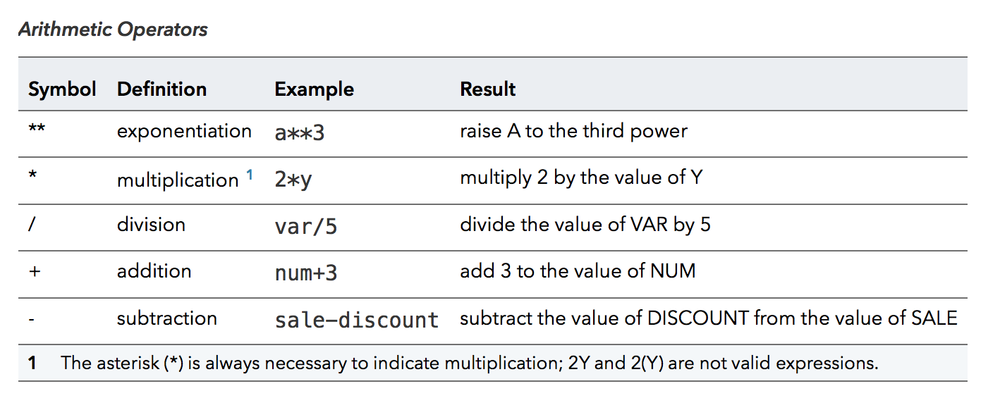 Arithmetic Operators
Symbol Definition Example Result
** exponentiation a**3 raise A to the third power
* multiplication 1 2*y multiply 2 by the value of Y
/ division var/5 divide the value of VAR by 5
+ addition num+3 add 3 to the value of NUM
- subtraction sale-discount subtract the value of DISCOUNT from the value of SALE
1 The asterisk (*) is always necessary to indicate multiplication; 2Y and 2(Y) are not valid expressions.